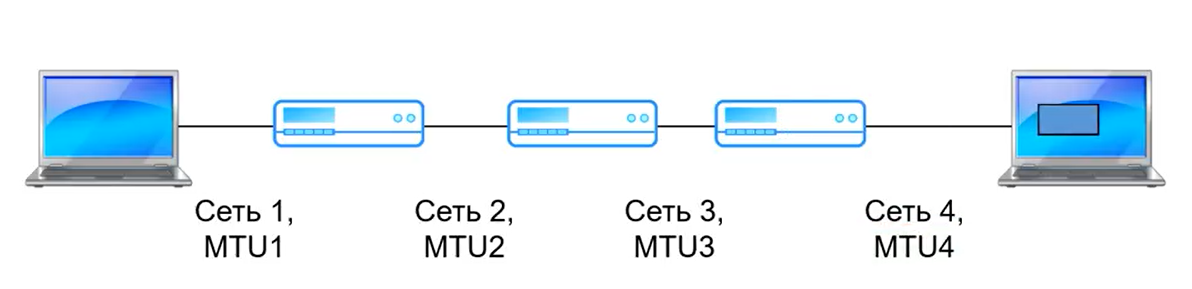 Сеть 1,
MTU1
Сеть 2,
MTU2
Сеть 3,
MTU3
Сеть 4,
MTU4